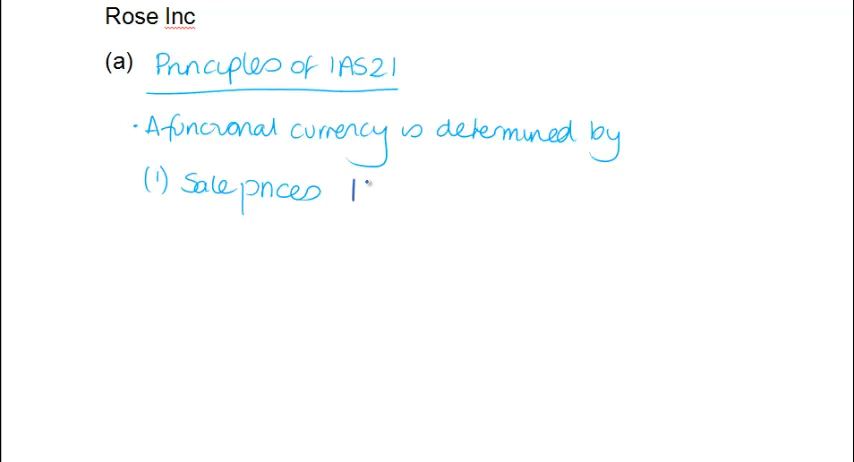 Rose Inc
(a) Principles of IAS21
· A functional currency is determined by
(1) Sale prices